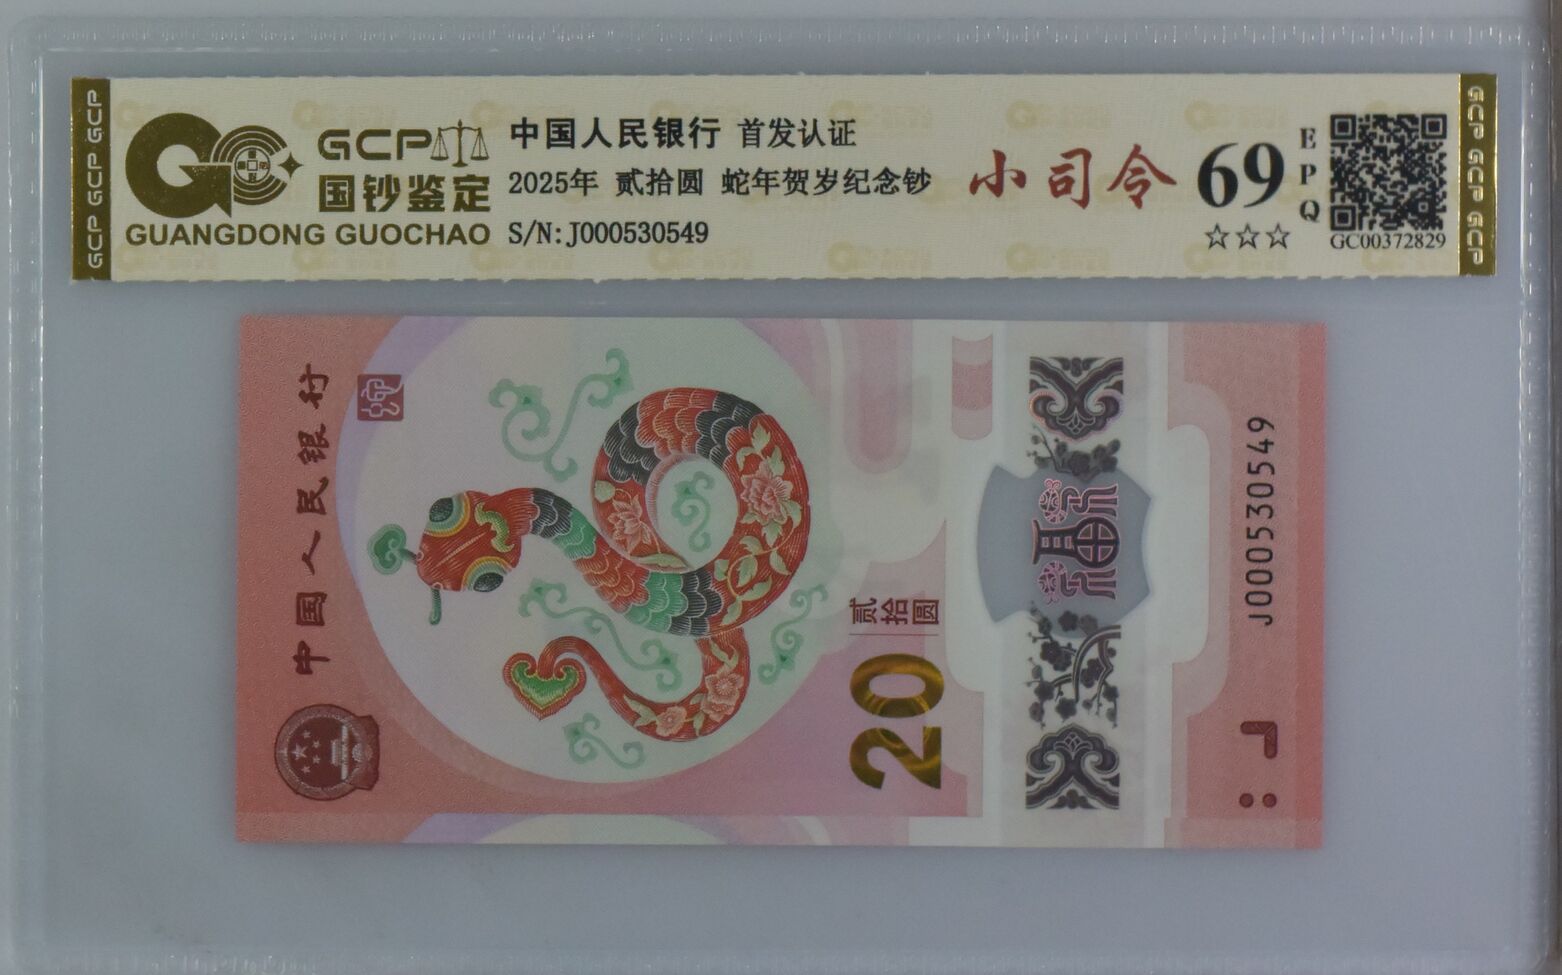 GCP GCP GCP
GCP
国钞鉴定
GUANGDONG GUOCHAO
中国人民银行 首发认证
2025年 贰拾圆 蛇年贺岁纪念钞
S/N:J000530549
小司令
69
EPQ
☆☆☆
GC00372829
GCP GCP GCP
中国人民银行
贰拾圆
20
J000530549